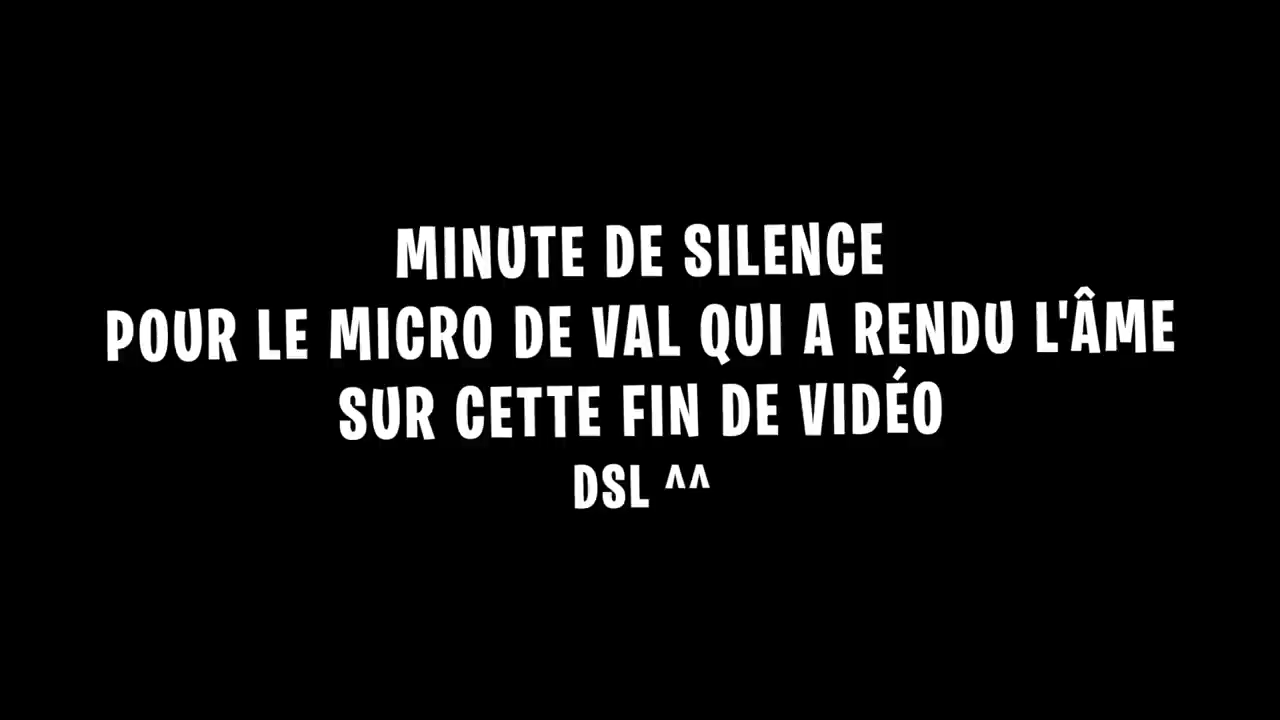 MINUTE DE SILENCE
POUR LE MICRO DE VAL QUI A RENDU L'ÂME
SUR CETTE FIN DE VIDÉO
DSL ^^